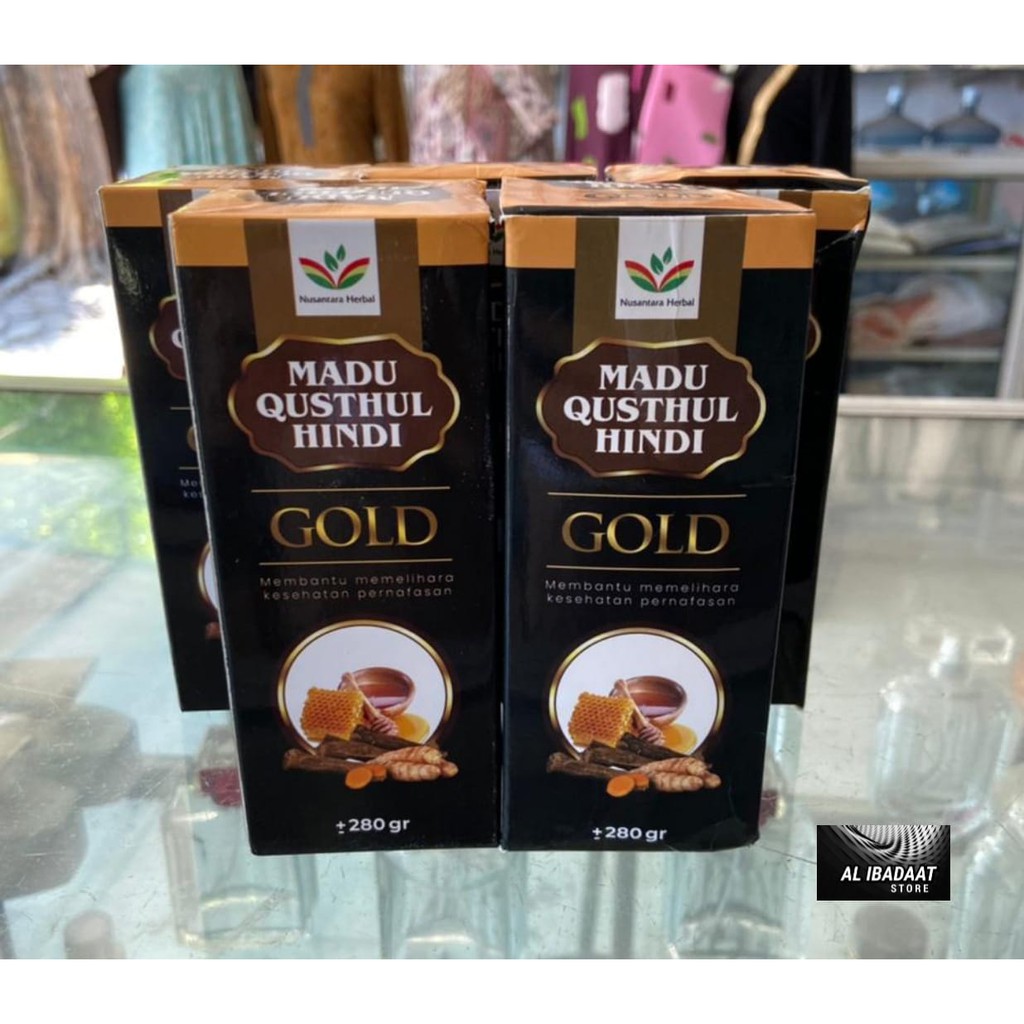 Nusantara Herbal
MADU
QUSTHUL
HINDI
GOLD
Membantu memelihara
kesehatan pernafasan
±280 gr
GOLD
Nusantara Herbal
MADU
QUSTHUL
HINDI
GOLD
Membantu memelihara
kesehatan pernafasan
±280 gr
AL IBADAAT
STORE